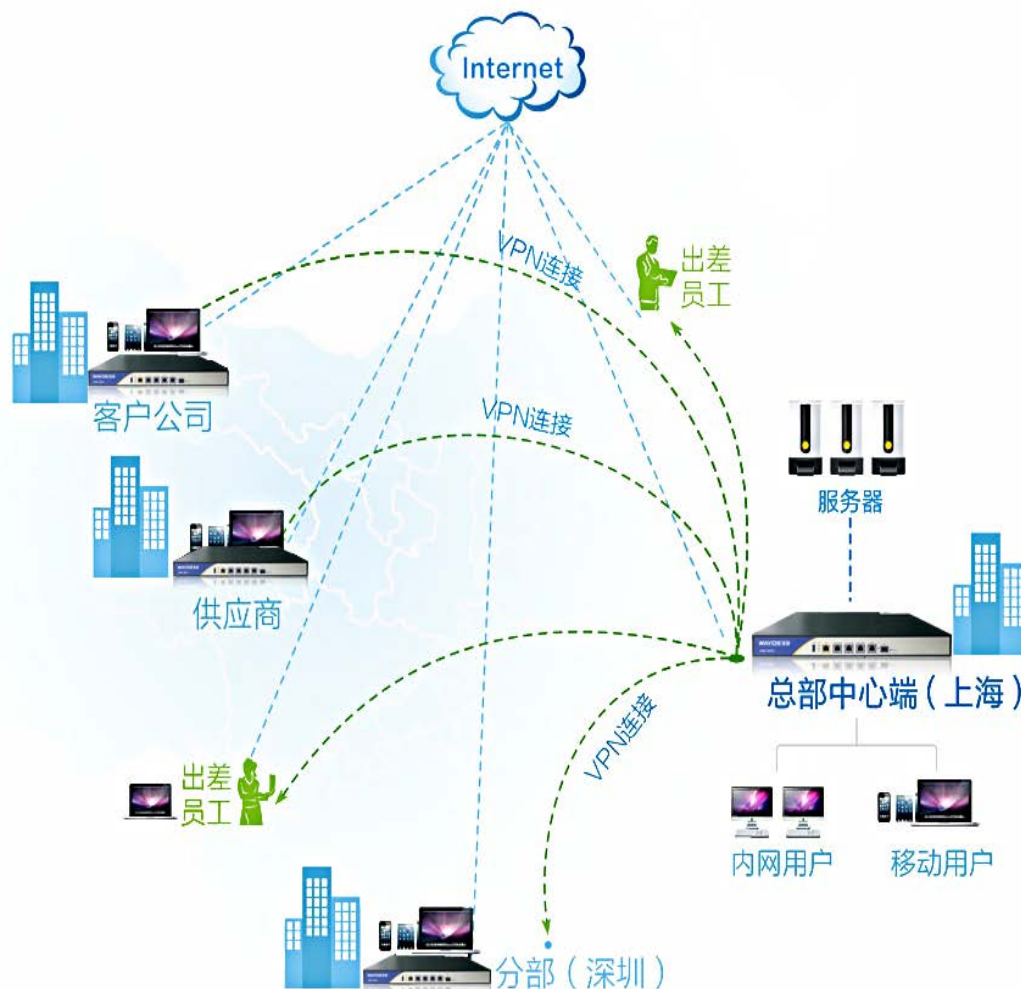 Internet
VPN连接
出差
员工
客户公司
VPN连接
服务器
供应商
总部中心端（上海）
VPN连接
出差
员工
内网用户
移动用户
分部（深圳）